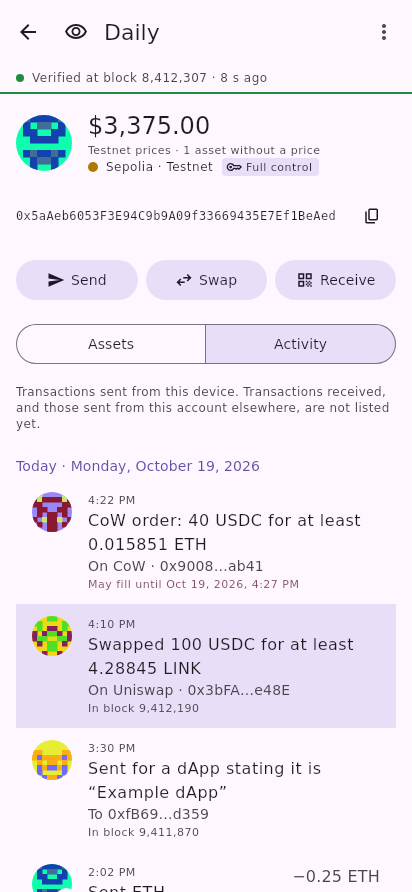 Daily
Verified at block 8,412,307 · 8 s ago
$3,375.00
Testnet prices · 1 asset without a price
Sepolia · Testnet
Full control
0x5aAeb6053F3E94C9b9A09f33669435E7Ef1BeAed
Send
Swap
Receive
Assets
Activity
Transactions sent from this device. Transactions received,
and those sent from this account elsewhere, are not listed
yet.
Today · Monday, October 19, 2026
4:22 PM
CoW order: 40 USDC for at least
0.015851 ETH
On CoW · 0x9008…ab41
May fill until Oct 19, 2026, 4:27 PM
4:10 PM
Swapped 100 USDC for at least
4.28845 LINK
On Uniswap · 0x3bFA…e48E
In block 9,412,190
3:30 PM
Sent for a dApp stating it is
“Example dApp”
To 0xfB69…d359
In block 9,411,870
2:02 PM
−0.25 ETH
Sent ETH